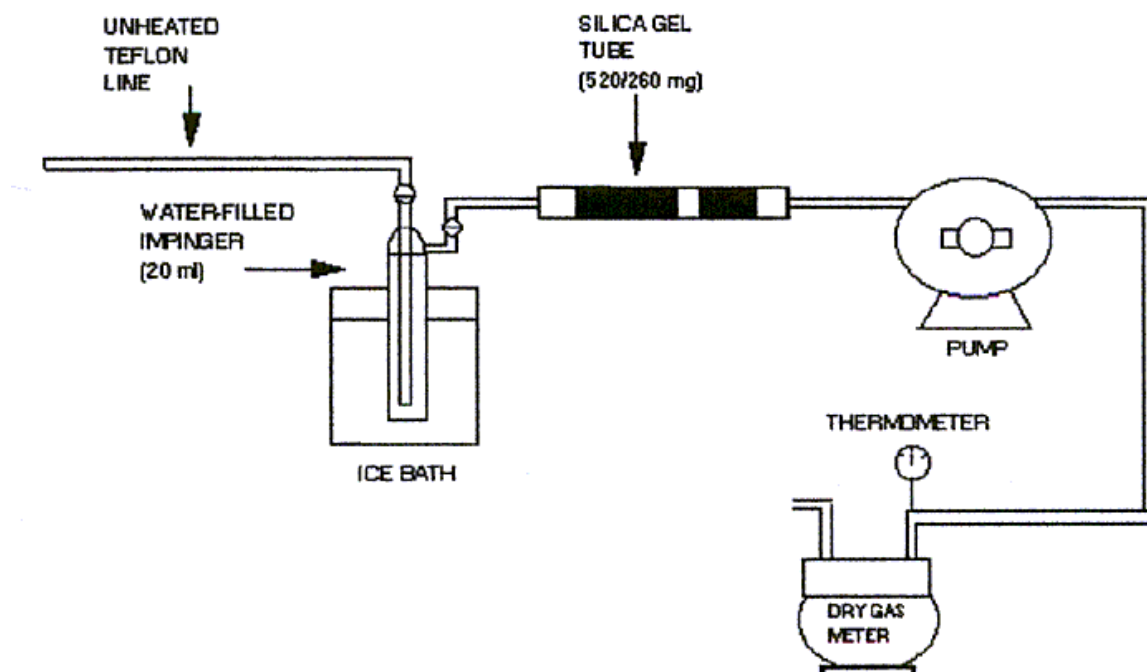 UNHEATED
TEFLON
LINE
SILICA GEL
TUBE
(520/260 mg)
WATER-FILLED
IMPINGER
(20 ml)
PUMP
THERMOMETER
ICE BATH
DRY GAS
METER